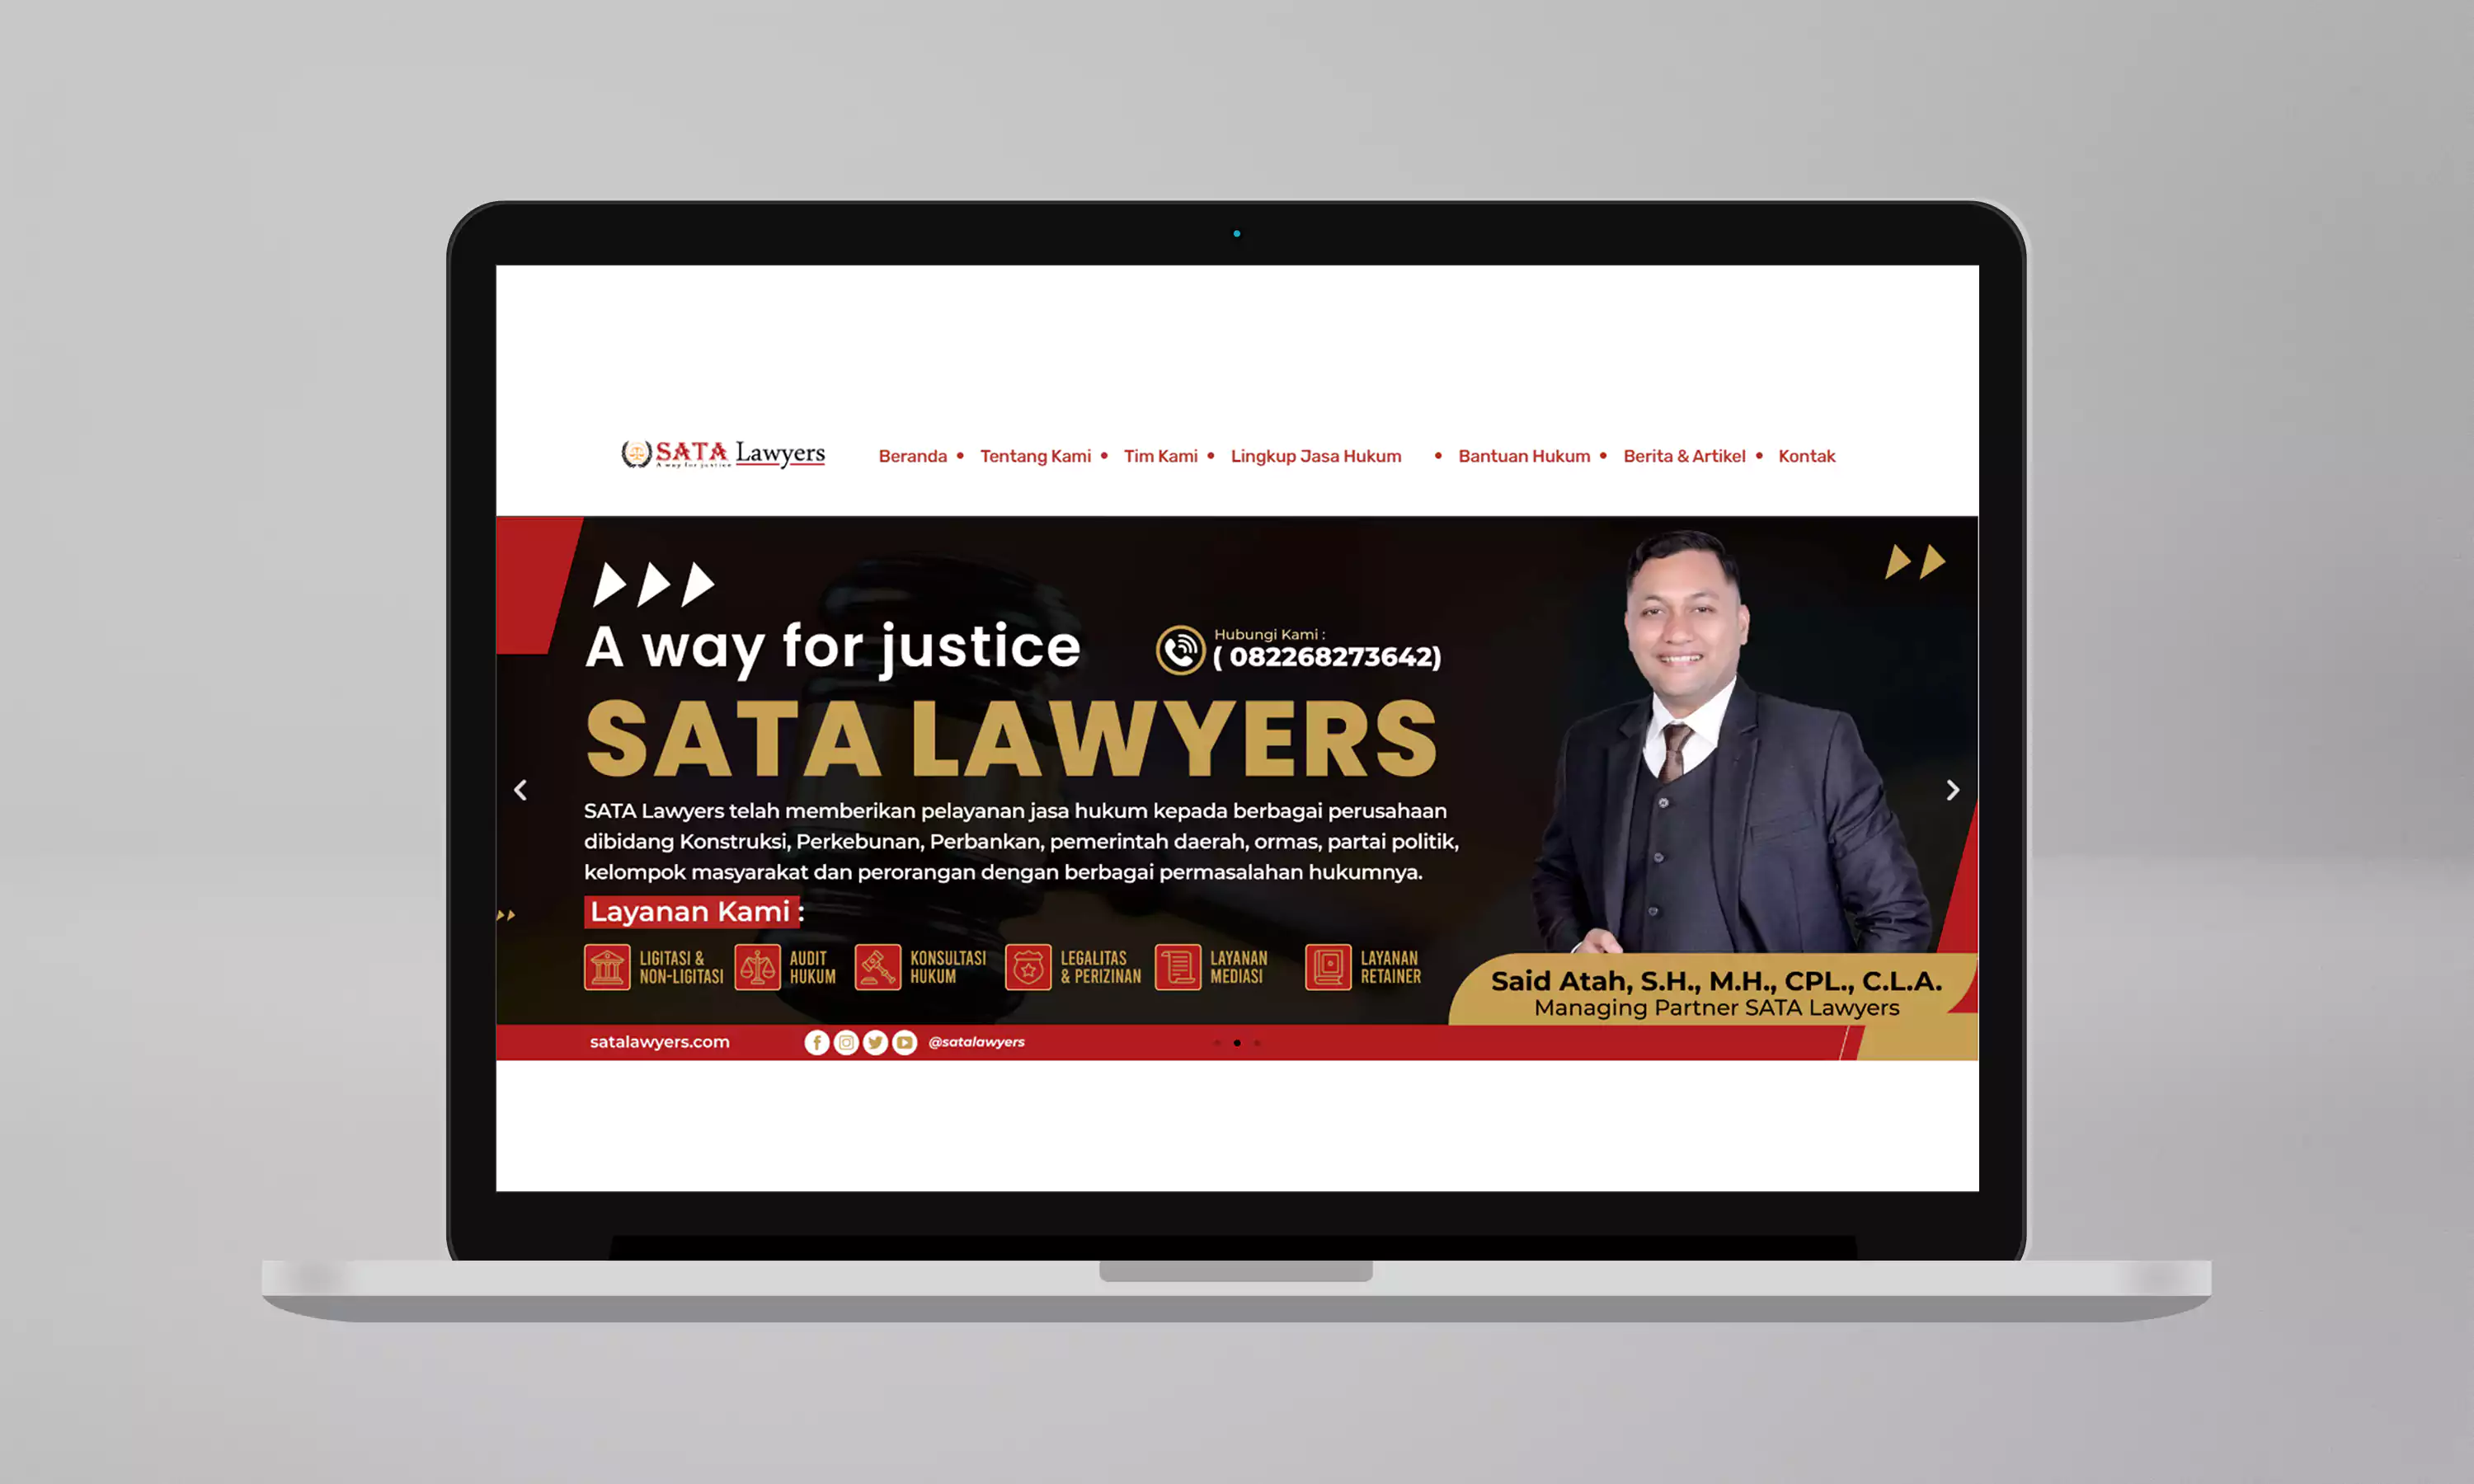 SATA Lawyers
A way for justice
Beranda • Tentang Kami • Tim Kami • Lingkup Jasa Hukum • Bantuan Hukum • Berita & Artikel • Kontak
A way for justice
Hubungi Kami :
( 082268273642)
SATA LAWYERS
SATA Lawyers telah memberikan pelayanan jasa hukum kepada berbagai perusahaan
dibidang Konstruksi, Perkebunan, Perbankan, pemerintah daerah, ormas, partai politik,
kelompok masyarakat dan perorangan dengan berbagai permasalahan hukumnya.
Layanan Kami :
LIGITASI &
NON-LIGITASI
AUDIT
HUKUM
KONSULTASI
HUKUM
LEGALITAS
& PERIZINAN
LAYANAN
MEDIASI
LAYANAN
RETAINER
Said Atah, S.H., M.H., CPL., C.L.A.
Managing Partner SATA Lawyers
satalawyers.com
@satalawyers